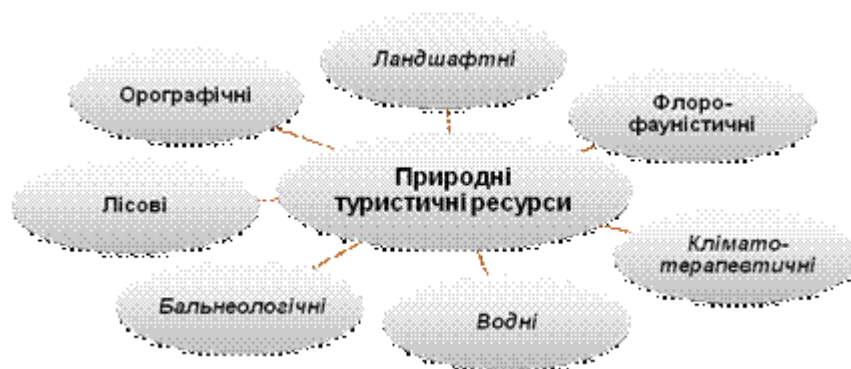 Ландшафтні
Орографічні
Флоро-
фауністичні
Природні
туристичні ресурси
Лісові
Клімато-
терапевтичні
Бальнеологічні
Водні